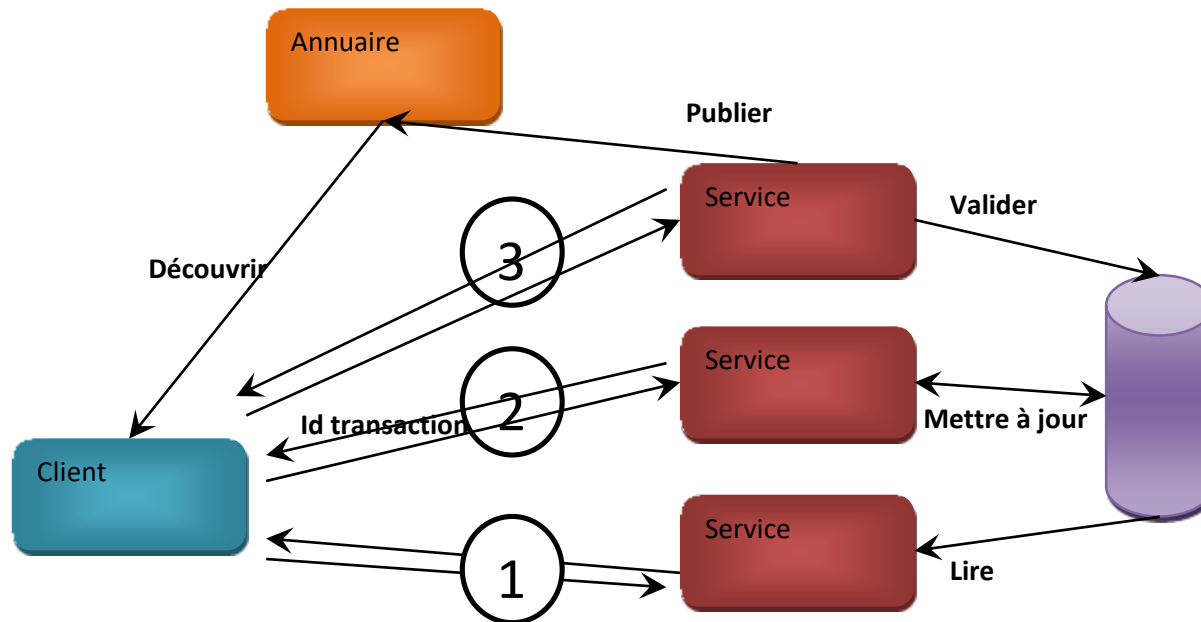 Annuaire
Publier
Service
Valider
3
Découvrir
Service
2
Id transaction
Mettre à jour
Client
Service
1
Lire